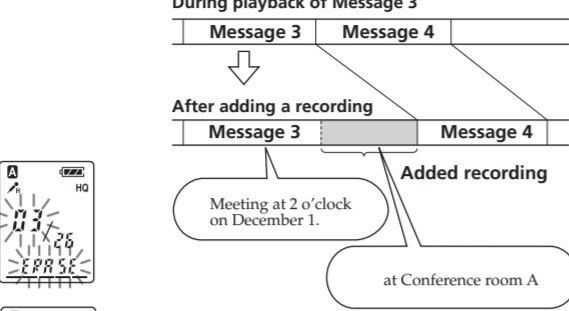 During playback of Message 3
Message 3 Message 4
After adding a recording
Message 3 Message 4
Added recording
Meeting at 2 o'clock
on December 1.
at Conference room A
A
H HQ
03
26
ERASE